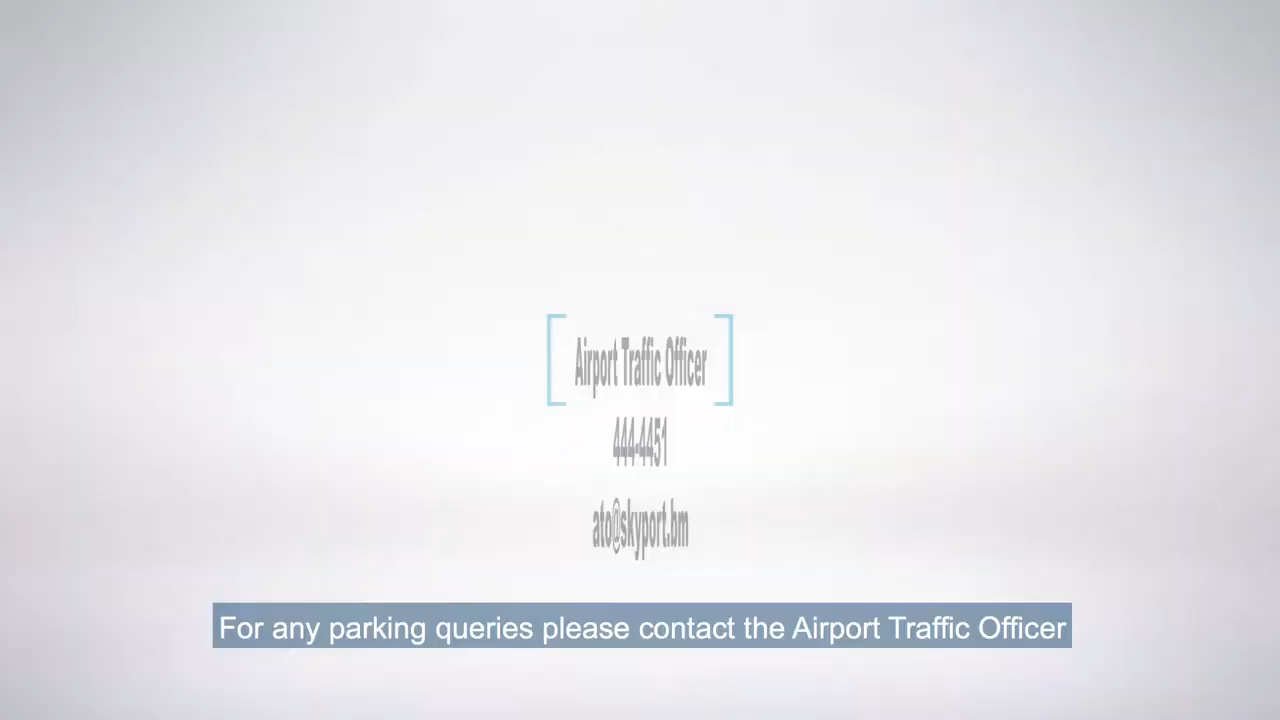 Airport Traffic Officer
444-4451
ato@skyport.bm
For any parking queries please contact the Airport Traffic Officer